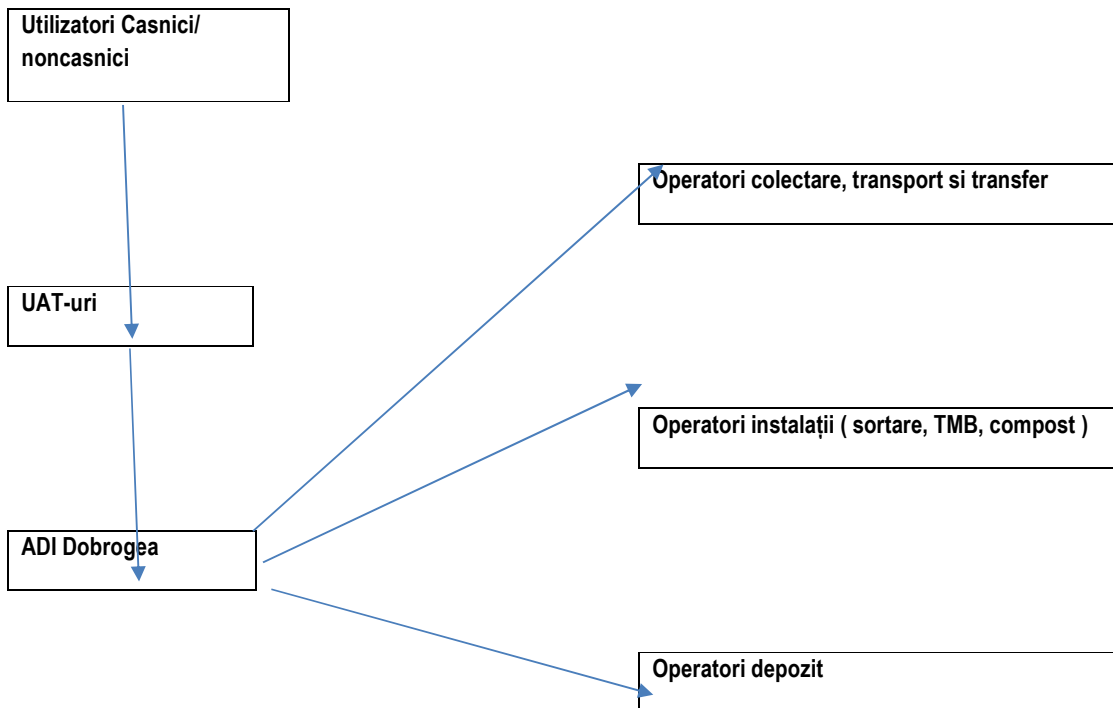 Utilizatori Casnici/
noncasnici
Operatori colectare, transport si transfer
UAT-uri
Operatori instalații ( sortare, TMB, compost )
ADI Dobrogea
Operatori depozit